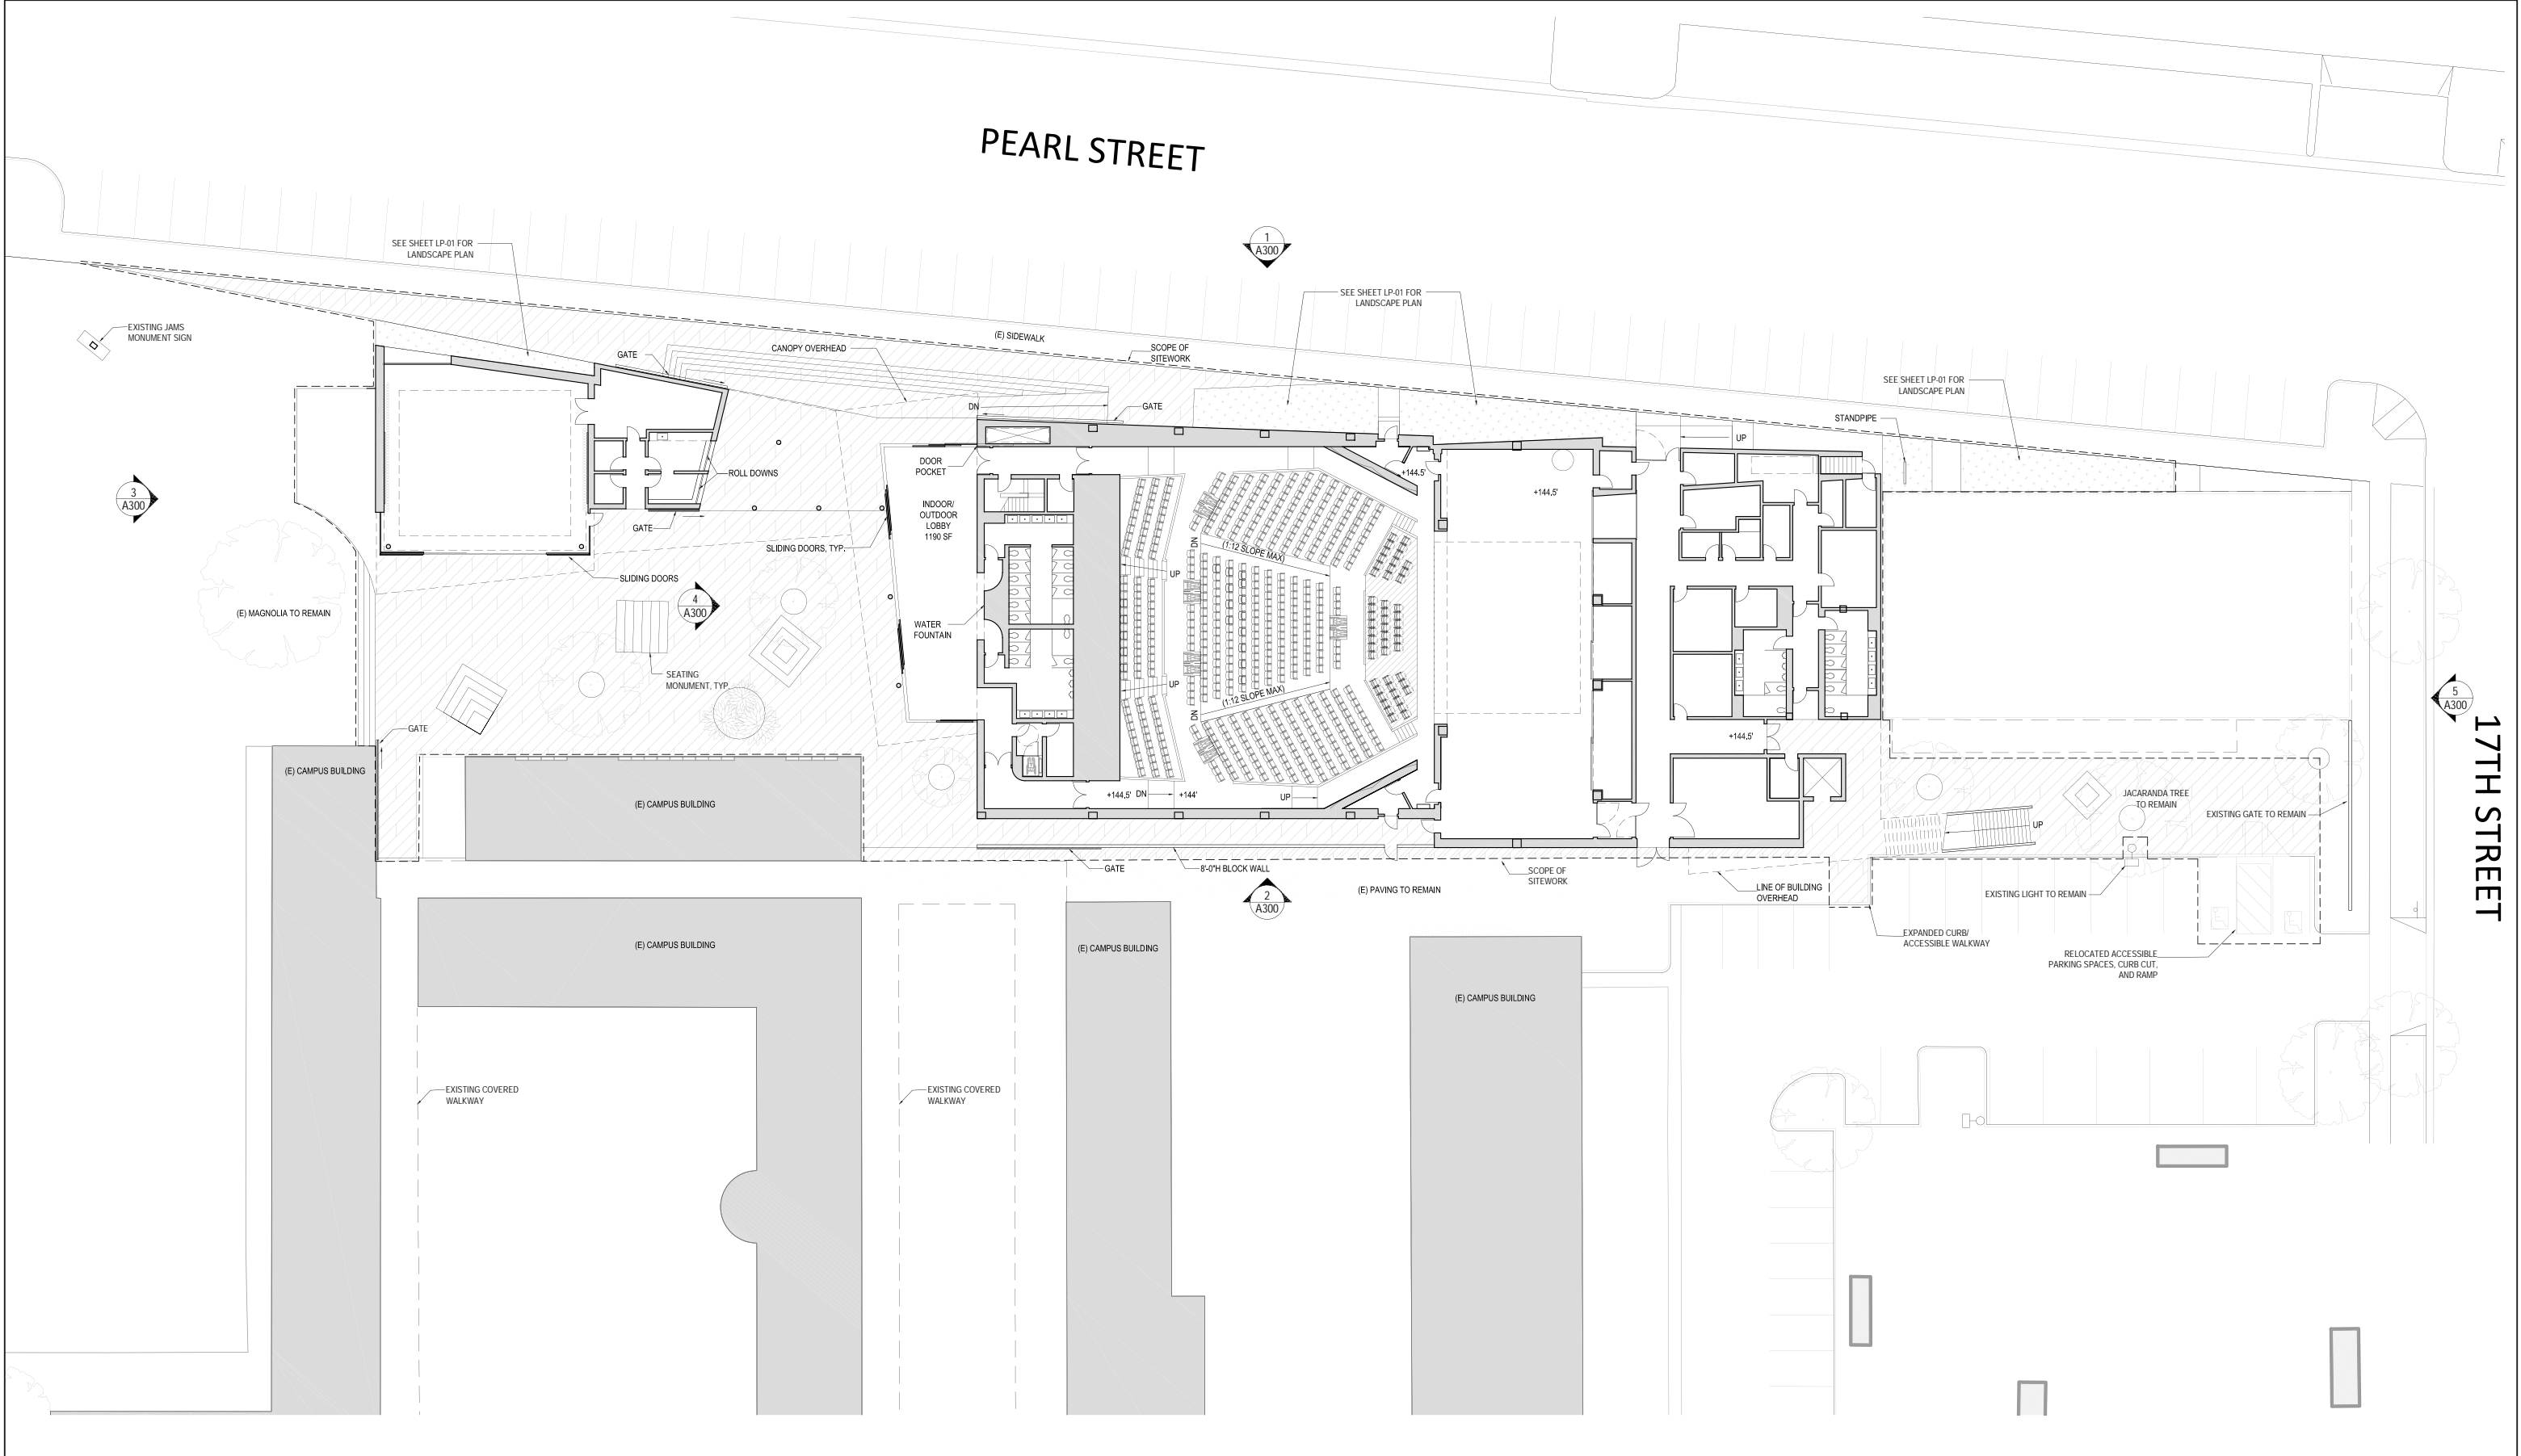 PEARL STREET
1
A300
SEE SHEET LP-01 FOR
LANDSCAPE PLAN
SEE SHEET LP-01 FOR
LANDSCAPE PLAN
EXISTING JAMS
MONUMENT SIGN
(E) SIDEWALK
CANOPY OVERHEAD
SCOPE OF
SITEWORK
GATE
SEE SHEET LP-01 FOR
LANDSCAPE PLAN
DN
GATE
STANDPIPE
UP
DOOR
POCKET
ROLL DOWNS
+144.5'
+144.5'
3
A300
INDOOR/
OUTDOOR
LOBBY
1190 SF
GATE
SLIDING DOORS, TYP.
DN
(1:12 SLOPE MAX)
UP
SLIDING DOORS
4
A300
(E) MAGNOLIA TO REMAIN
WATER
FOUNTAIN
SEATING
MONUMENT, TYP.
UP
(1:12 SLOPE MAX)
DN
5
A300
17TH STREET
GATE
+144.5'
(E) CAMPUS BUILDING
(E) CAMPUS BUILDING
+144.5'
DN
+144'
UP
JACARANDA TREE
TO REMAIN
EXISTING GATE TO REMAIN
UP
GATE
8'-0"H BLOCK WALL
SCOPE OF
SITEWORK
2
A300
(E) PAVING TO REMAIN
LINE OF BUILDING
OVERHEAD
EXISTING LIGHT TO REMAIN
EXPANDED CURB/
ACCESSIBLE WALKWAY
(E) CAMPUS BUILDING
(E) CAMPUS BUILDING
RELOCATED ACCESSIBLE
PARKING SPACES, CURB CUT,
AND RAMP
(E) CAMPUS BUILDING
EXISTING COVERED
WALKWAY
EXISTING COVERED
WALKWAY